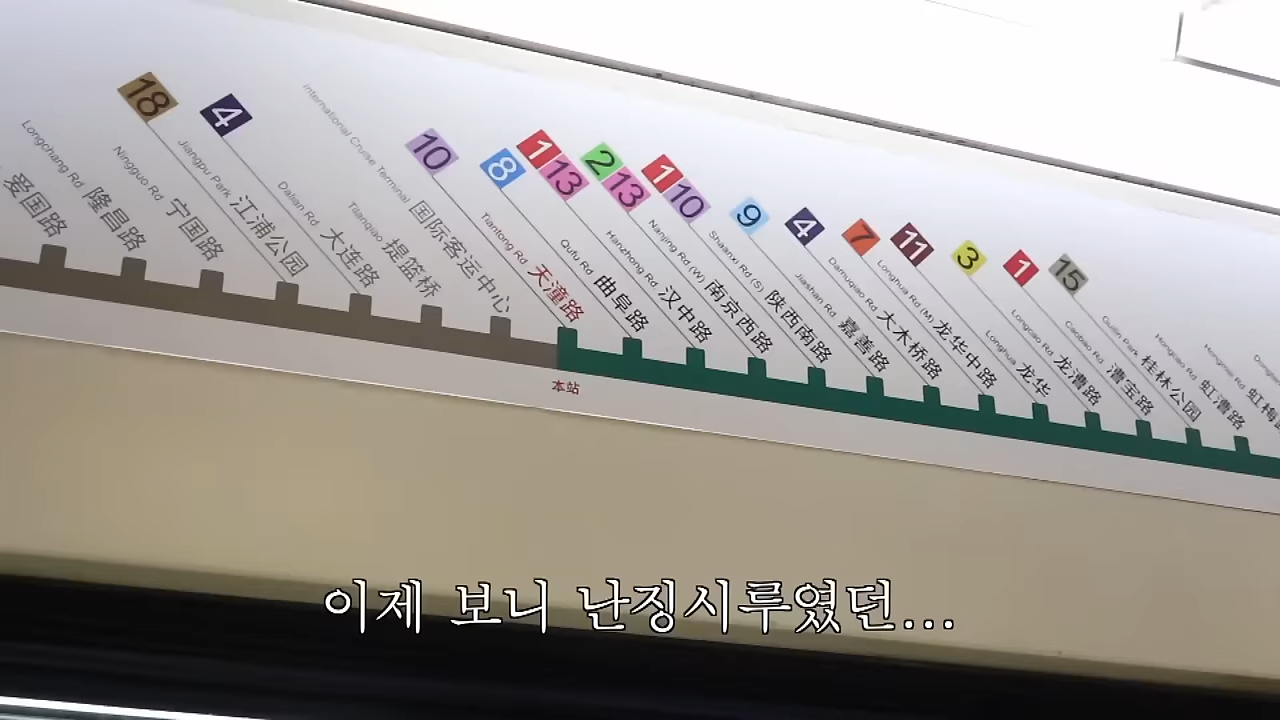 爱国路
Longchang Rd 隆昌路
Ningguo Rd 宁国路
18
Jiangpu Park 江浦公园
4
Dalian Rd 大连路
Tilanqiao 提篮桥
International Cruise Terminal 国际客运中心
10
Tiantong Rd 天潼路
8
Qufu Rd 曲阜路
1 13
Hanzhong Rd 汉中路
2 13
Nanjing Rd (W) 南京西路
1 10
Shaanxi Rd (S) 陕西南路
9
Jiashan Rd 嘉善路
4
Damuqiao Rd 大木桥路
7
Longhua Rd (M) 龙华中路
11
Longhua 龙华
3
Longcao Rd 龙漕路
1
Caobao Rd 漕宝路
Guilin Park 桂林公园
15
Hongcao Rd 虹漕路
Hongmei Rd 虹梅路
本站
이제 보니 난징시루였던...